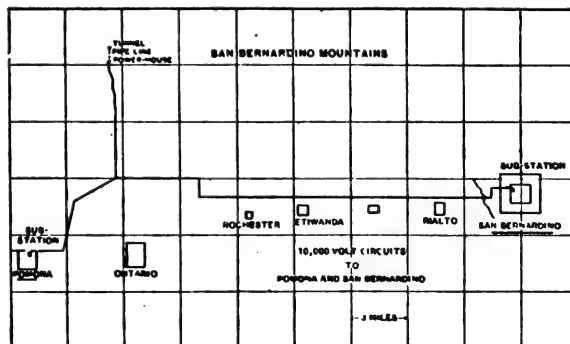 TUNNEL
PIPE LINE
POWER-HOUSE
SAN BERNARDINO MOUNTAINS
SUB-STATION
ROCHESTER
ETIWANDA
RIALTO
SAN BERNARDINO
SUB-
STATION
POMONA
ONTARIO
10,000 VOLT CIRCUITS
TO
POMONA AND SAN BERNARDINO
3 MILES